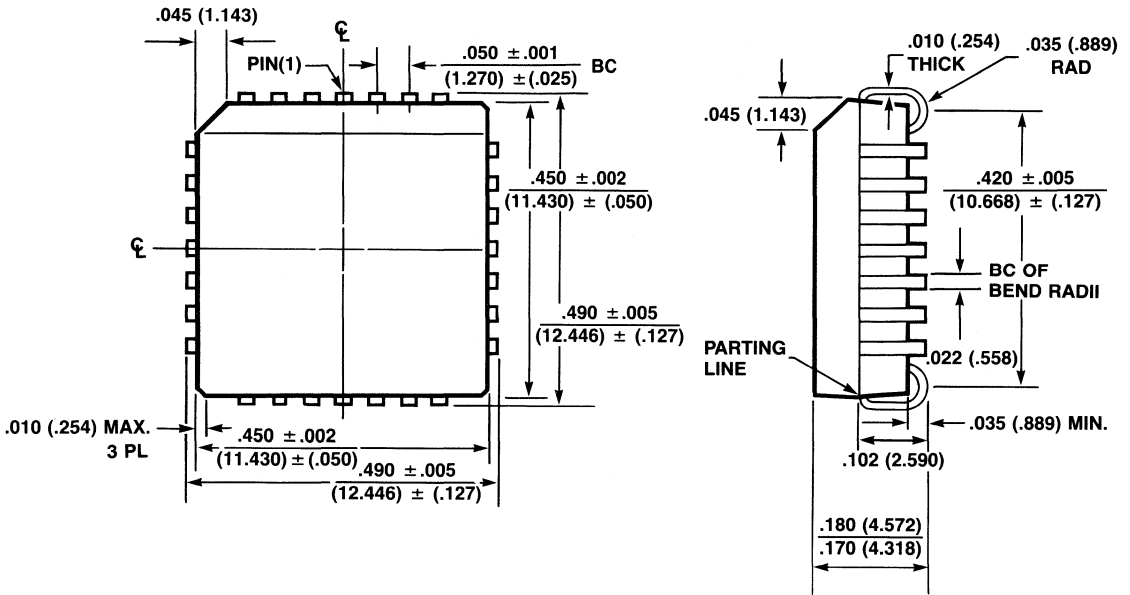 .045 (1.143)
℄
PIN(1)
.050 ±.001
(1.270) ±(.025)
BC
.450 ±.002
(11.430) ± (.050)
℄
.490 ±.005
(12.446) ± (.127)
.010 (.254) MAX.
3 PL
.450 ±.002
(11.430) ±(.050)
.490 ±.005
(12.446) ± (.127)
.010 (.254)
THICK
.035 (.889)
RAD
.045 (1.143)
.420 ±.005
(10.668) ± (.127)
BC OF
BEND RADII
PARTING
LINE
.022 (.558)
.035 (.889) MIN.
.102 (2.590)
.180 (4.572)
.170 (4.318)